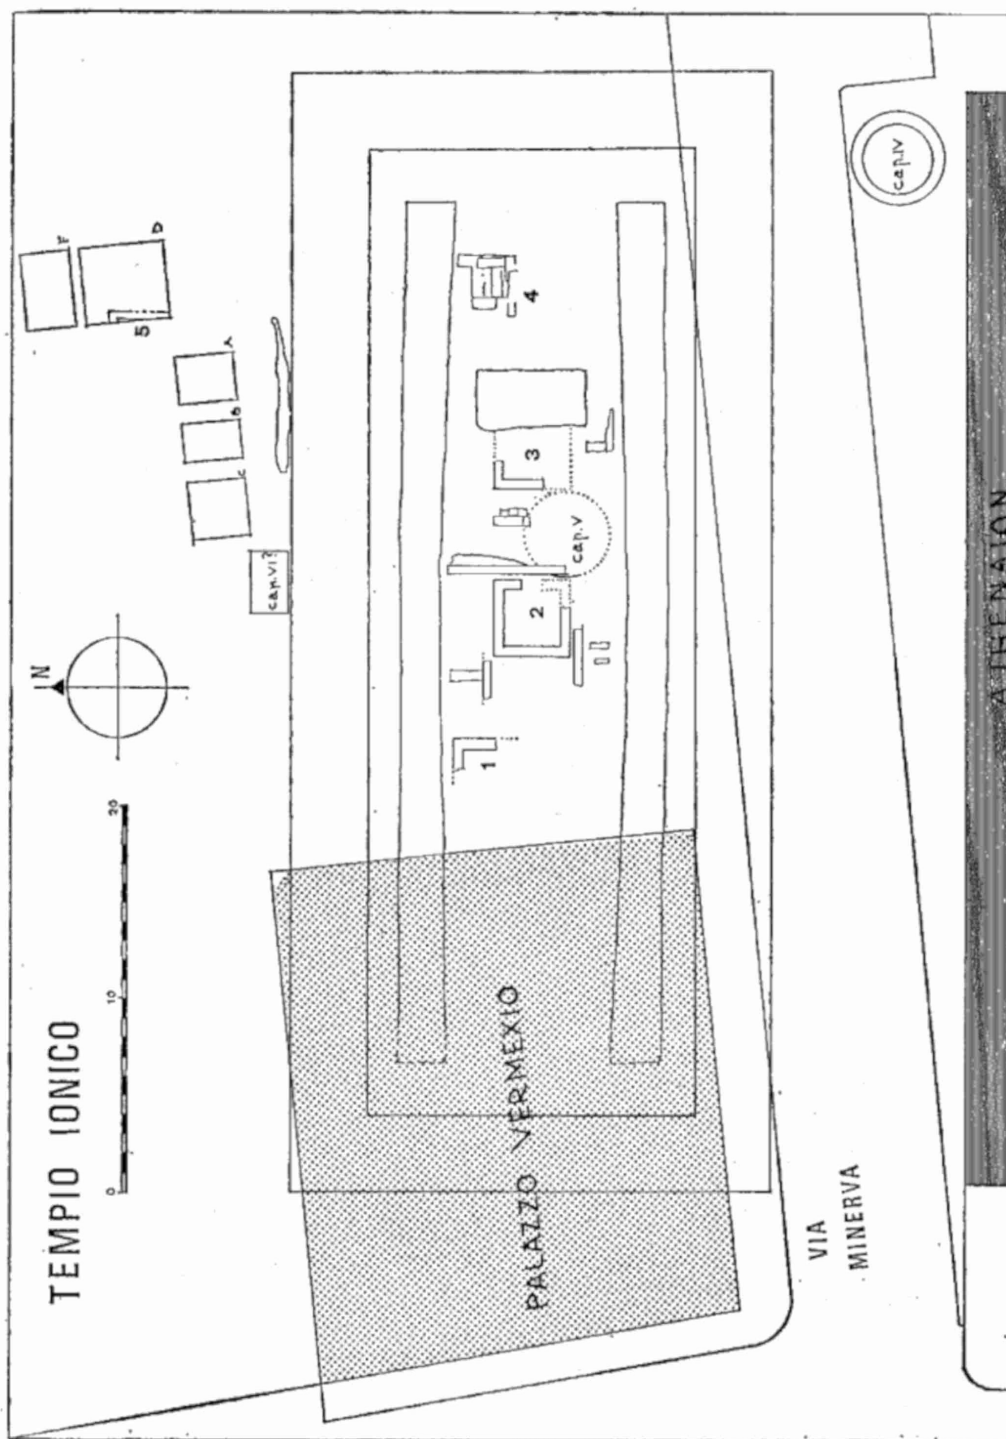 TEMPIO IONICO
0 10 20
N
F
D
5
A
B
C
cap.VI?
4
3
cap.V
2
1
cap.IV
PALAZZO VERMEXIO
VIA
MINERVA
ATHENAION